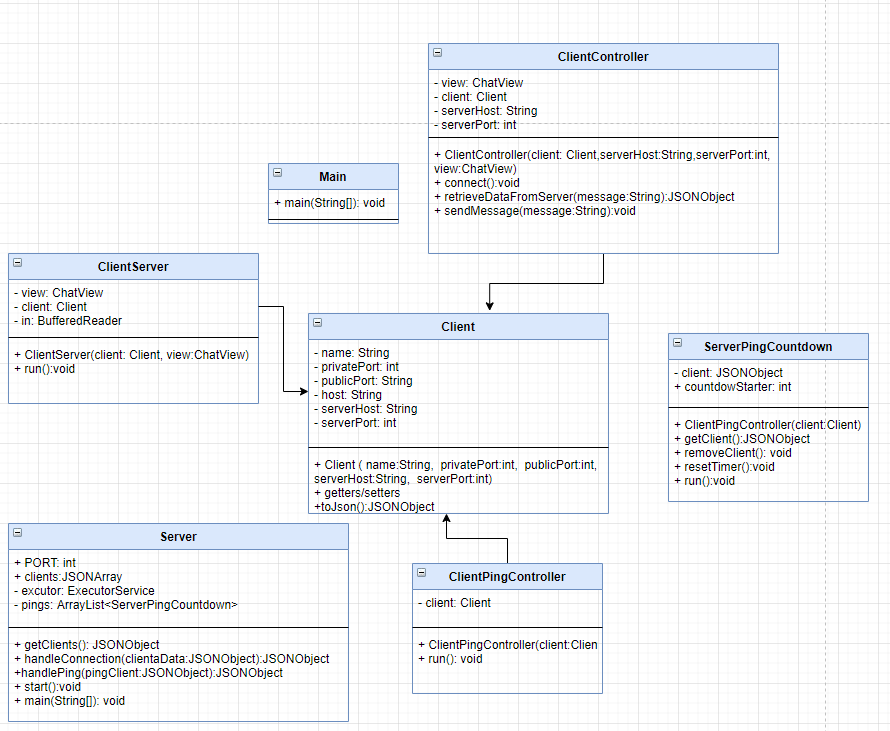 ClientController
- view: ChatView
- client: Client
- serverHost: String
- serverPort: int
+ ClientController(client: Client,serverHost:String,serverPort:int,
view:ChatView)
+ connect():void
+ retrieveDataFromServer(message:String):JSONObject
+ sendMessage(message:String):void
Main
+ main(String[]): void
ClientServer
- view: ChatView
- client: Client
- in: BufferedReader
+ ClientServer(client: Client, view:ChatView)
+ run():void
Client
- name: String
- privatePort: int
- publicPort: String
- host: String
- serverHost: String
- serverPort: int
+ Client ( name:String, privatePort:int, publicPort:int,
serverHost:String, serverPort:int)
+ getters/setters
+toJson():JSONObject
ServerPingCountdown
- client: JSONObject
+ countdowStarter: int
+ ClientPingController(client:Client)
+ getClient():JSONObject
+ removeClient(): void
+ resetTimer():void
+ run():void
Server
+ PORT: int
+ clients:JSONArray
- excutor: ExecutorService
- pings: ArrayList<ServerPingCountdown>
+ getClients(): JSONObject
+ handleConnection(clientaData:JSONObject):JSONObject
+handlePing(pingClient:JSONObject):JSONObject
+ start():void
+ main(String[]): void
ClientPingController
- client: Client
+ ClientPingController(client:Clien
+ run(): void